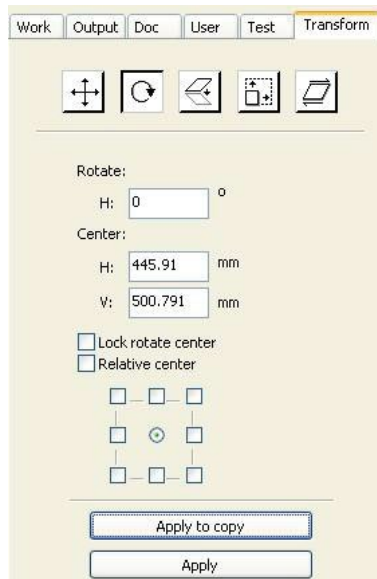 Work Output Doc User Test Transform
Rotate:
H: 0 °
Center:
H: 445.91 mm
V: 500.791 mm
Lock rotate center
Relative center
Apply to copy
Apply